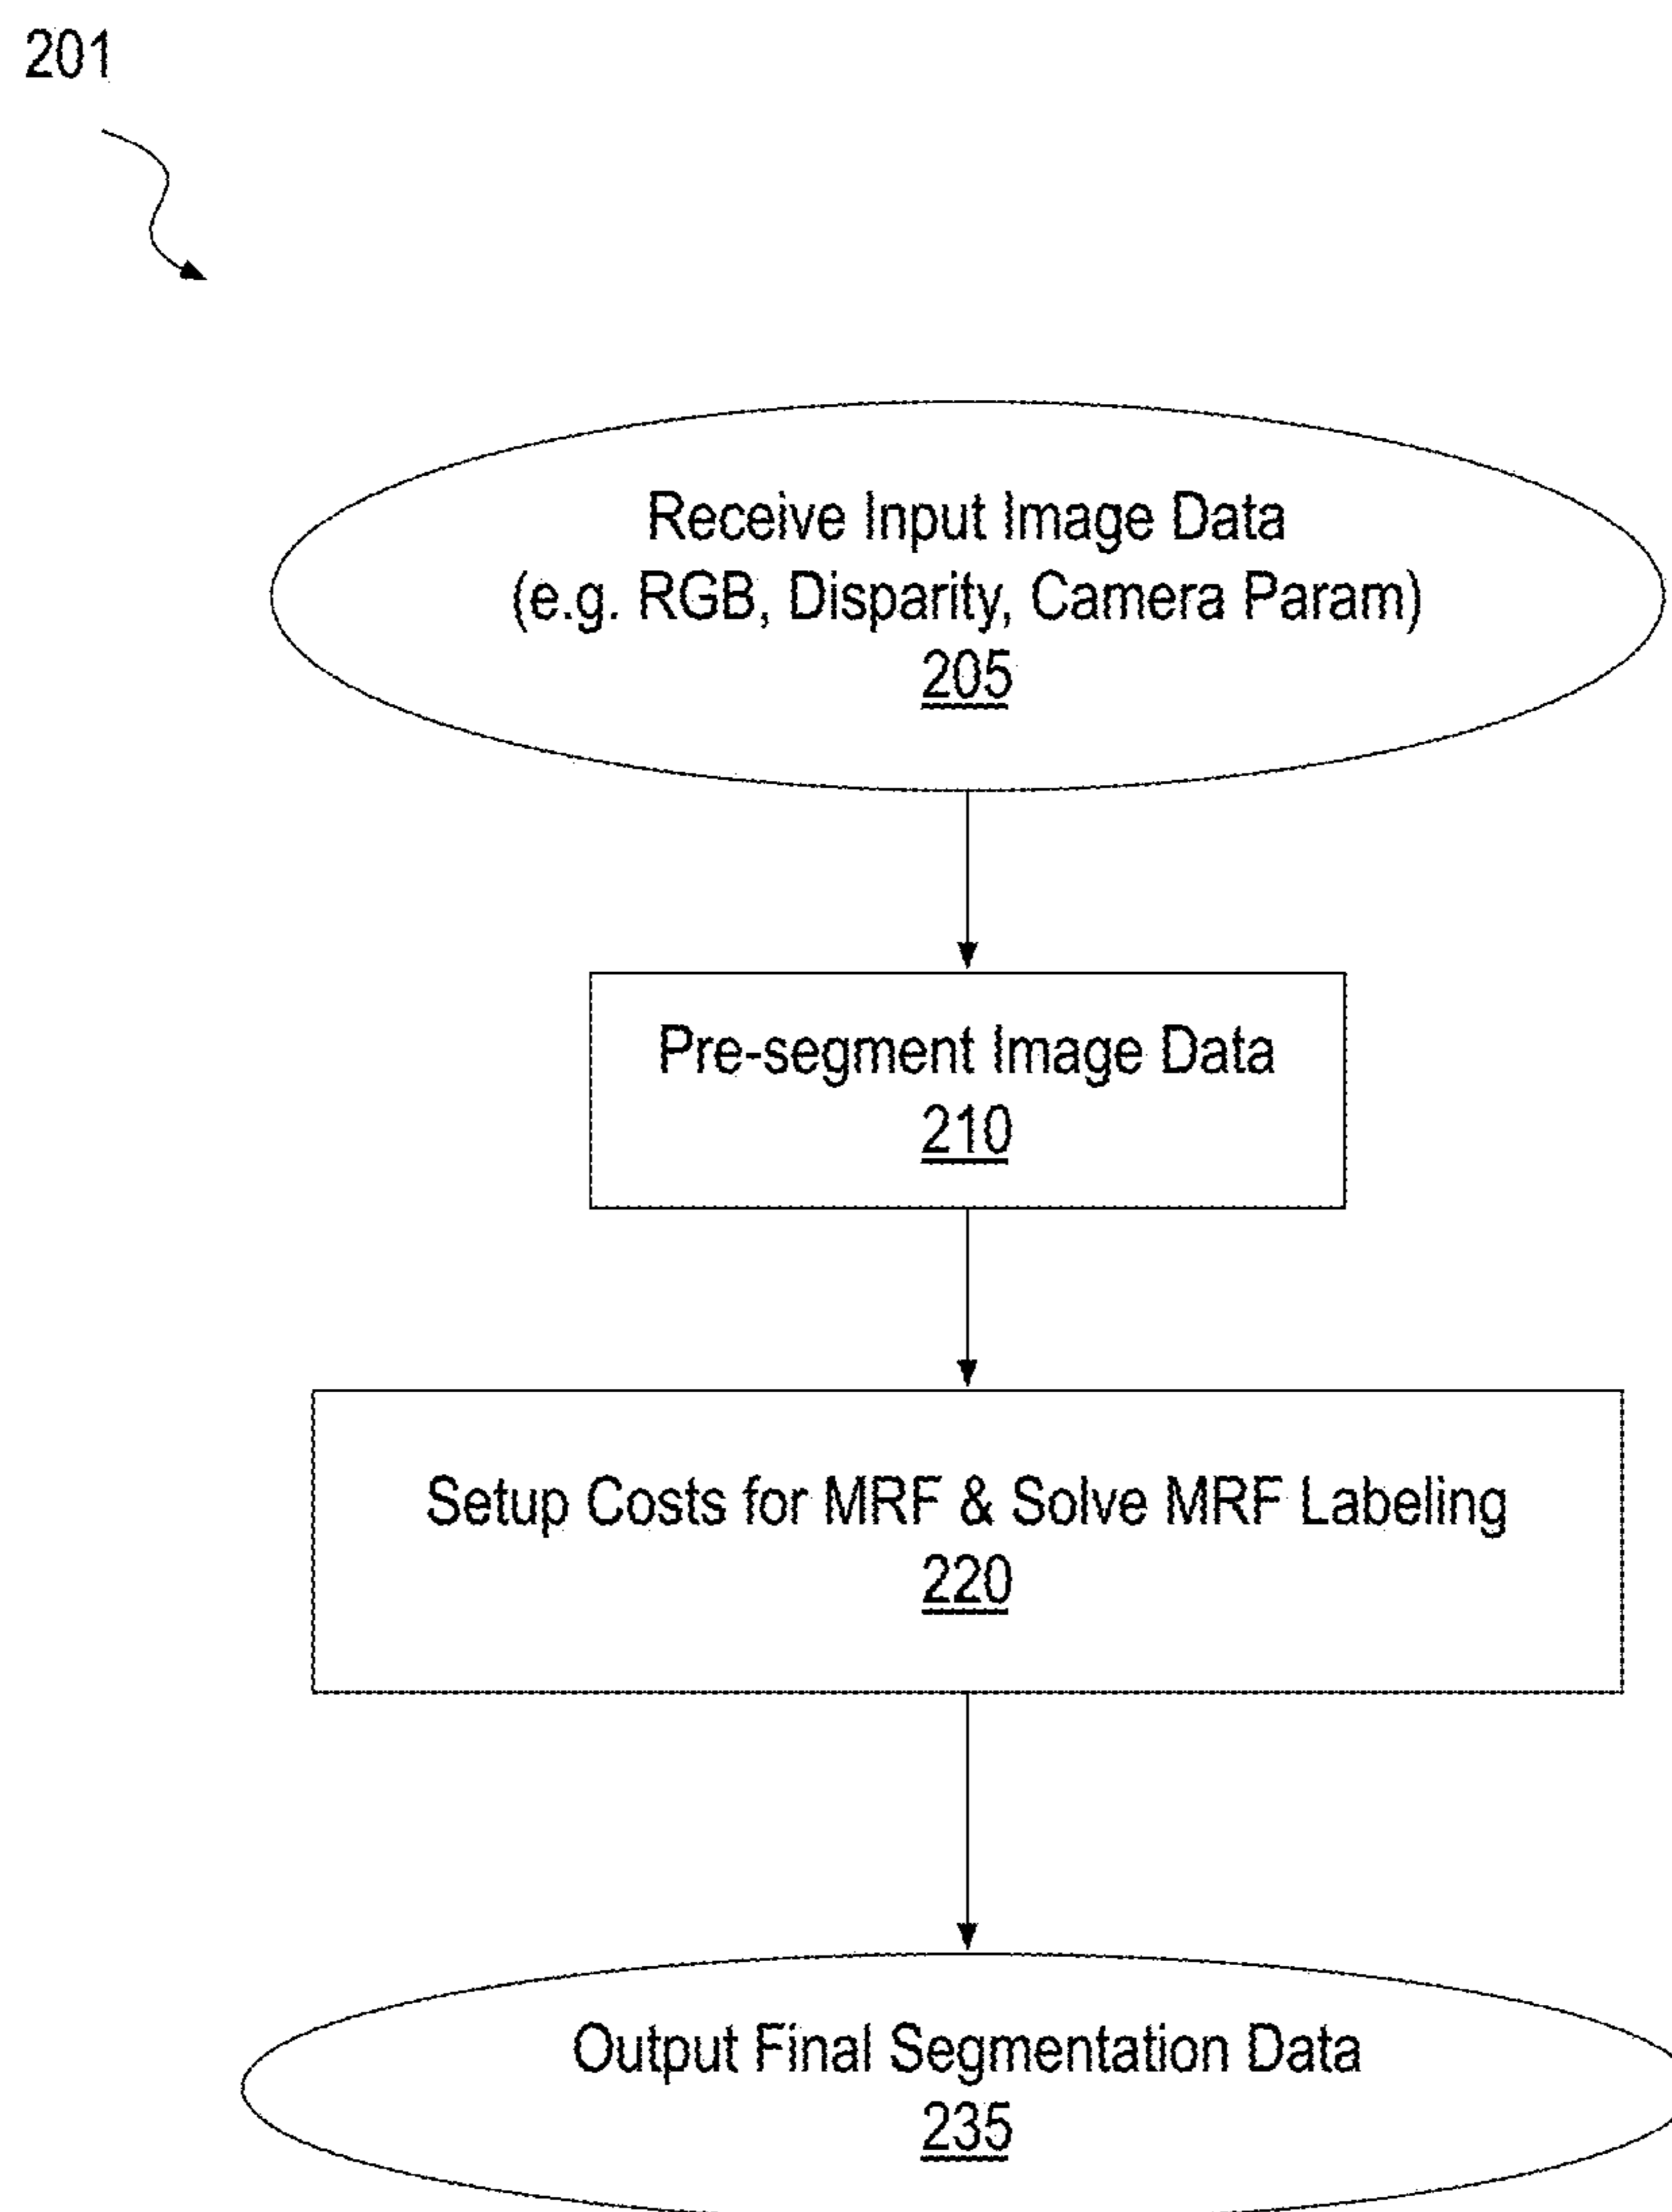 201
Receive Input Image Data
(e.g. RGB, Disparity, Camera Param)
205
Pre-segment Image Data
210
Setup Costs for MRF & Solve MRF Labeling
220
Output Final Segmentation Data
235